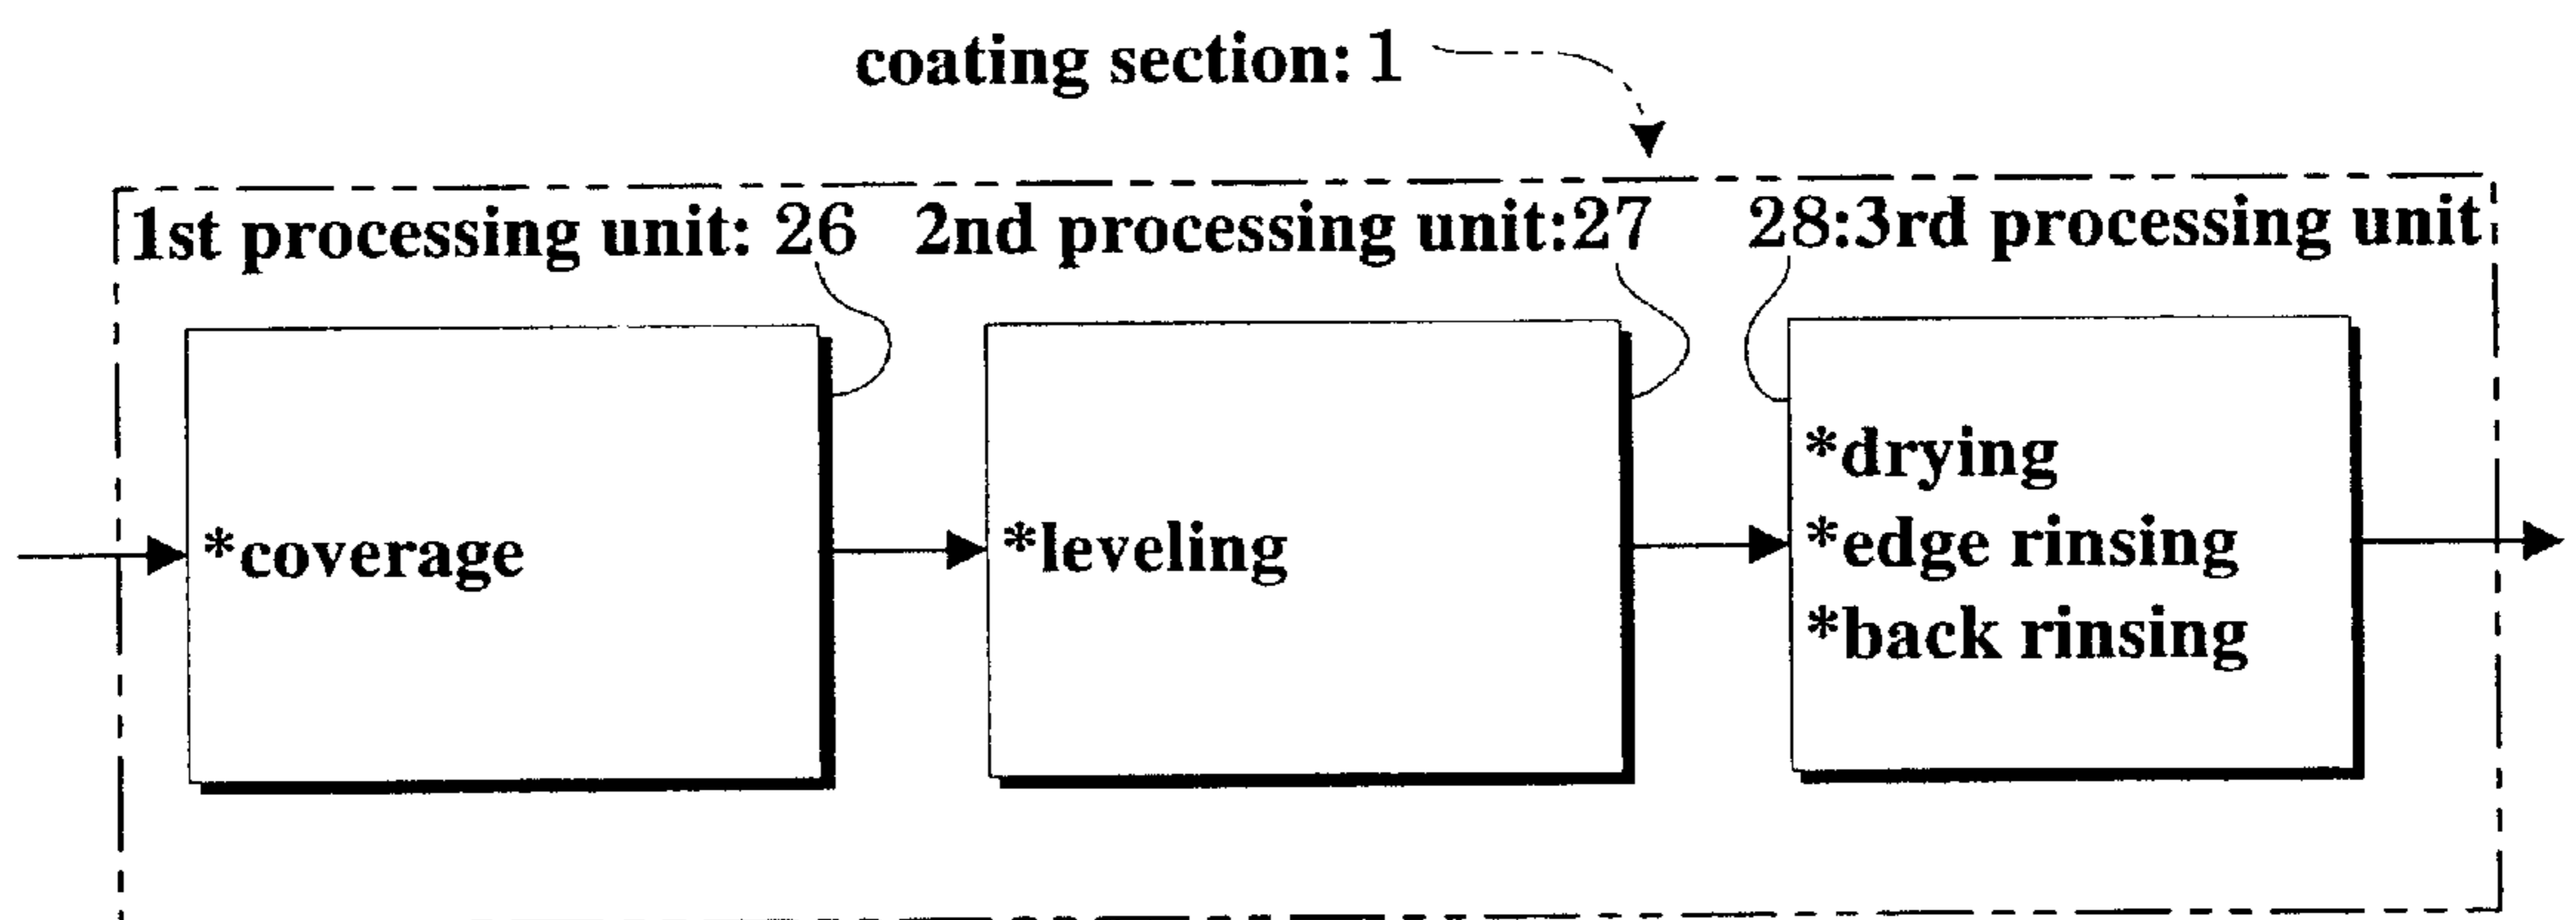 coating section: 1
1st processing unit: 26 2nd processing unit:27 28:3rd processing unit
*coverage
*leveling
*drying
*edge rinsing
*back rinsing